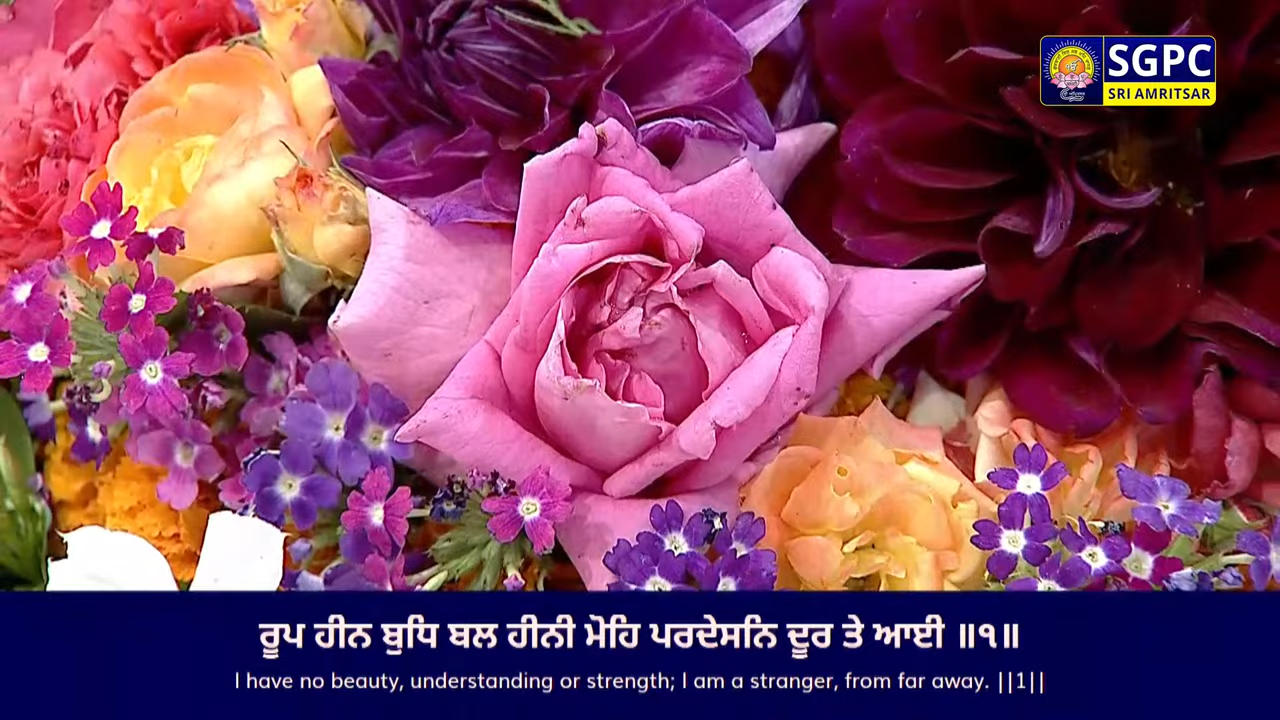 SGPC
SRI AMRITSAR
ਰੂਪ ਹੀਨ ਬੁਧਿ ਬਲ ਹੀਨੀ ਮੋਹਿ ਪਰਦੇਸਨਿ ਦੂਰ ਤੇ ਆਈ ॥੧॥
I have no beauty, understanding or strength; I am a stranger, from far away. ||1||